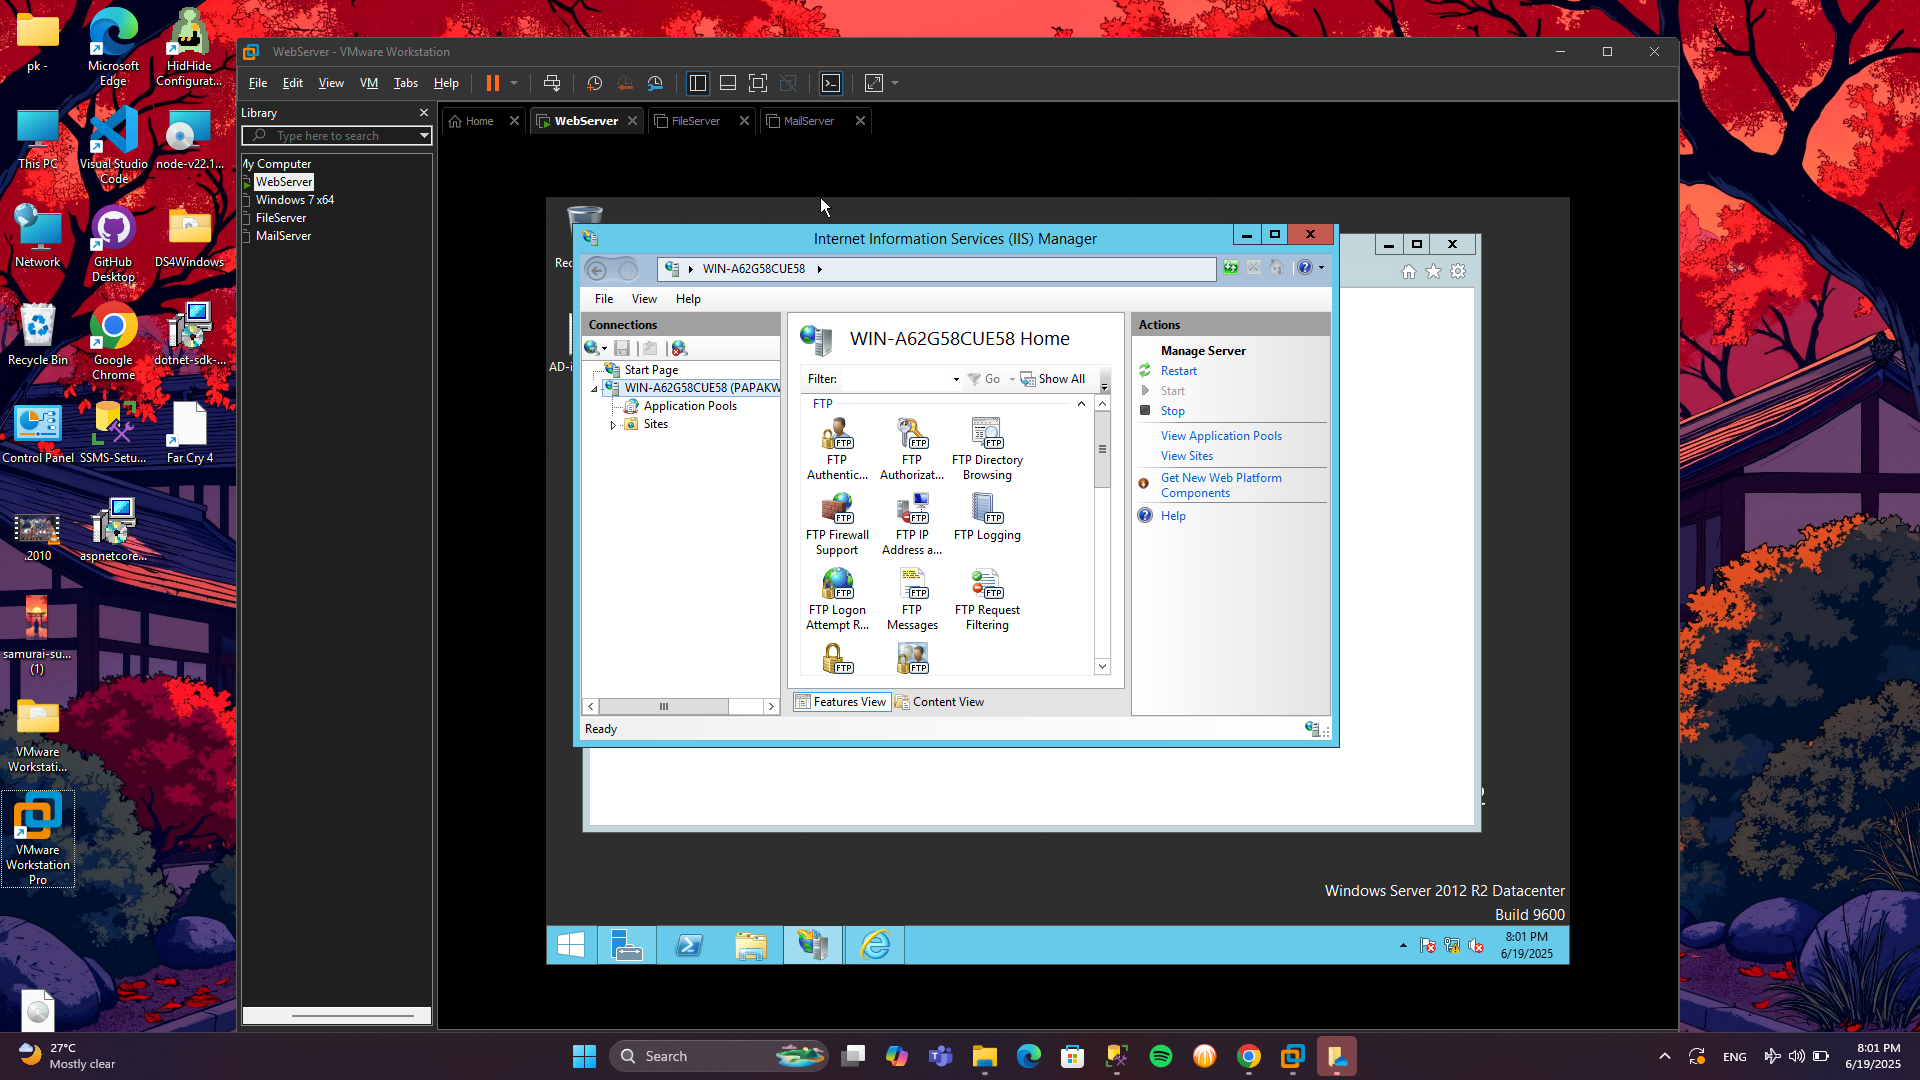 pk -
Microsoft
Edge
HidHide
Configurat...
This PC
Visual Studio
Code
node-v22.1...
Network
GitHub
Desktop
DS4Windows
Recycle Bin
Google
Chrome
dotnet-sdk-...
Control Panel
SSMS-Setu...
Far Cry 4
.2010
aspnetcore...
samurai-su...
(1)
VMware
Workstati...
VMware
Workstation
Pro
WebServer - VMware Workstation
File Edit View VM Tabs Help
Library
Type here to search
My Computer
WebServer
Windows 7 x64
FileServer
MailServer
Home
WebServer
FileServer
MailServer
Rec
AD-i
Internet Information Services (IIS) Manager
WIN-A62G58CUE58
File View Help
Connections
Start Page
WIN-A62G58CUE58 (PAPAKW
Application Pools
Sites
WIN-A62G58CUE58 Home
Filter: Go Show All
FTP
FTP
Authentic...
FTP
Authorizat...
FTP Directory
Browsing
FTP Firewall
Support
FTP IP
Address a...
FTP Logging
FTP Logon
Attempt R...
FTP
Messages
FTP Request
Filtering
Features View
Content View
Ready
Actions
Manage Server
Restart
Start
Stop
View Application Pools
View Sites
Get New Web Platform
Components
Help
Windows Server 2012 R2 Datacenter
Build 9600
8:01 PM
6/19/2025
27°C
Mostly clear
Search
ENG
8:01 PM
6/19/2025